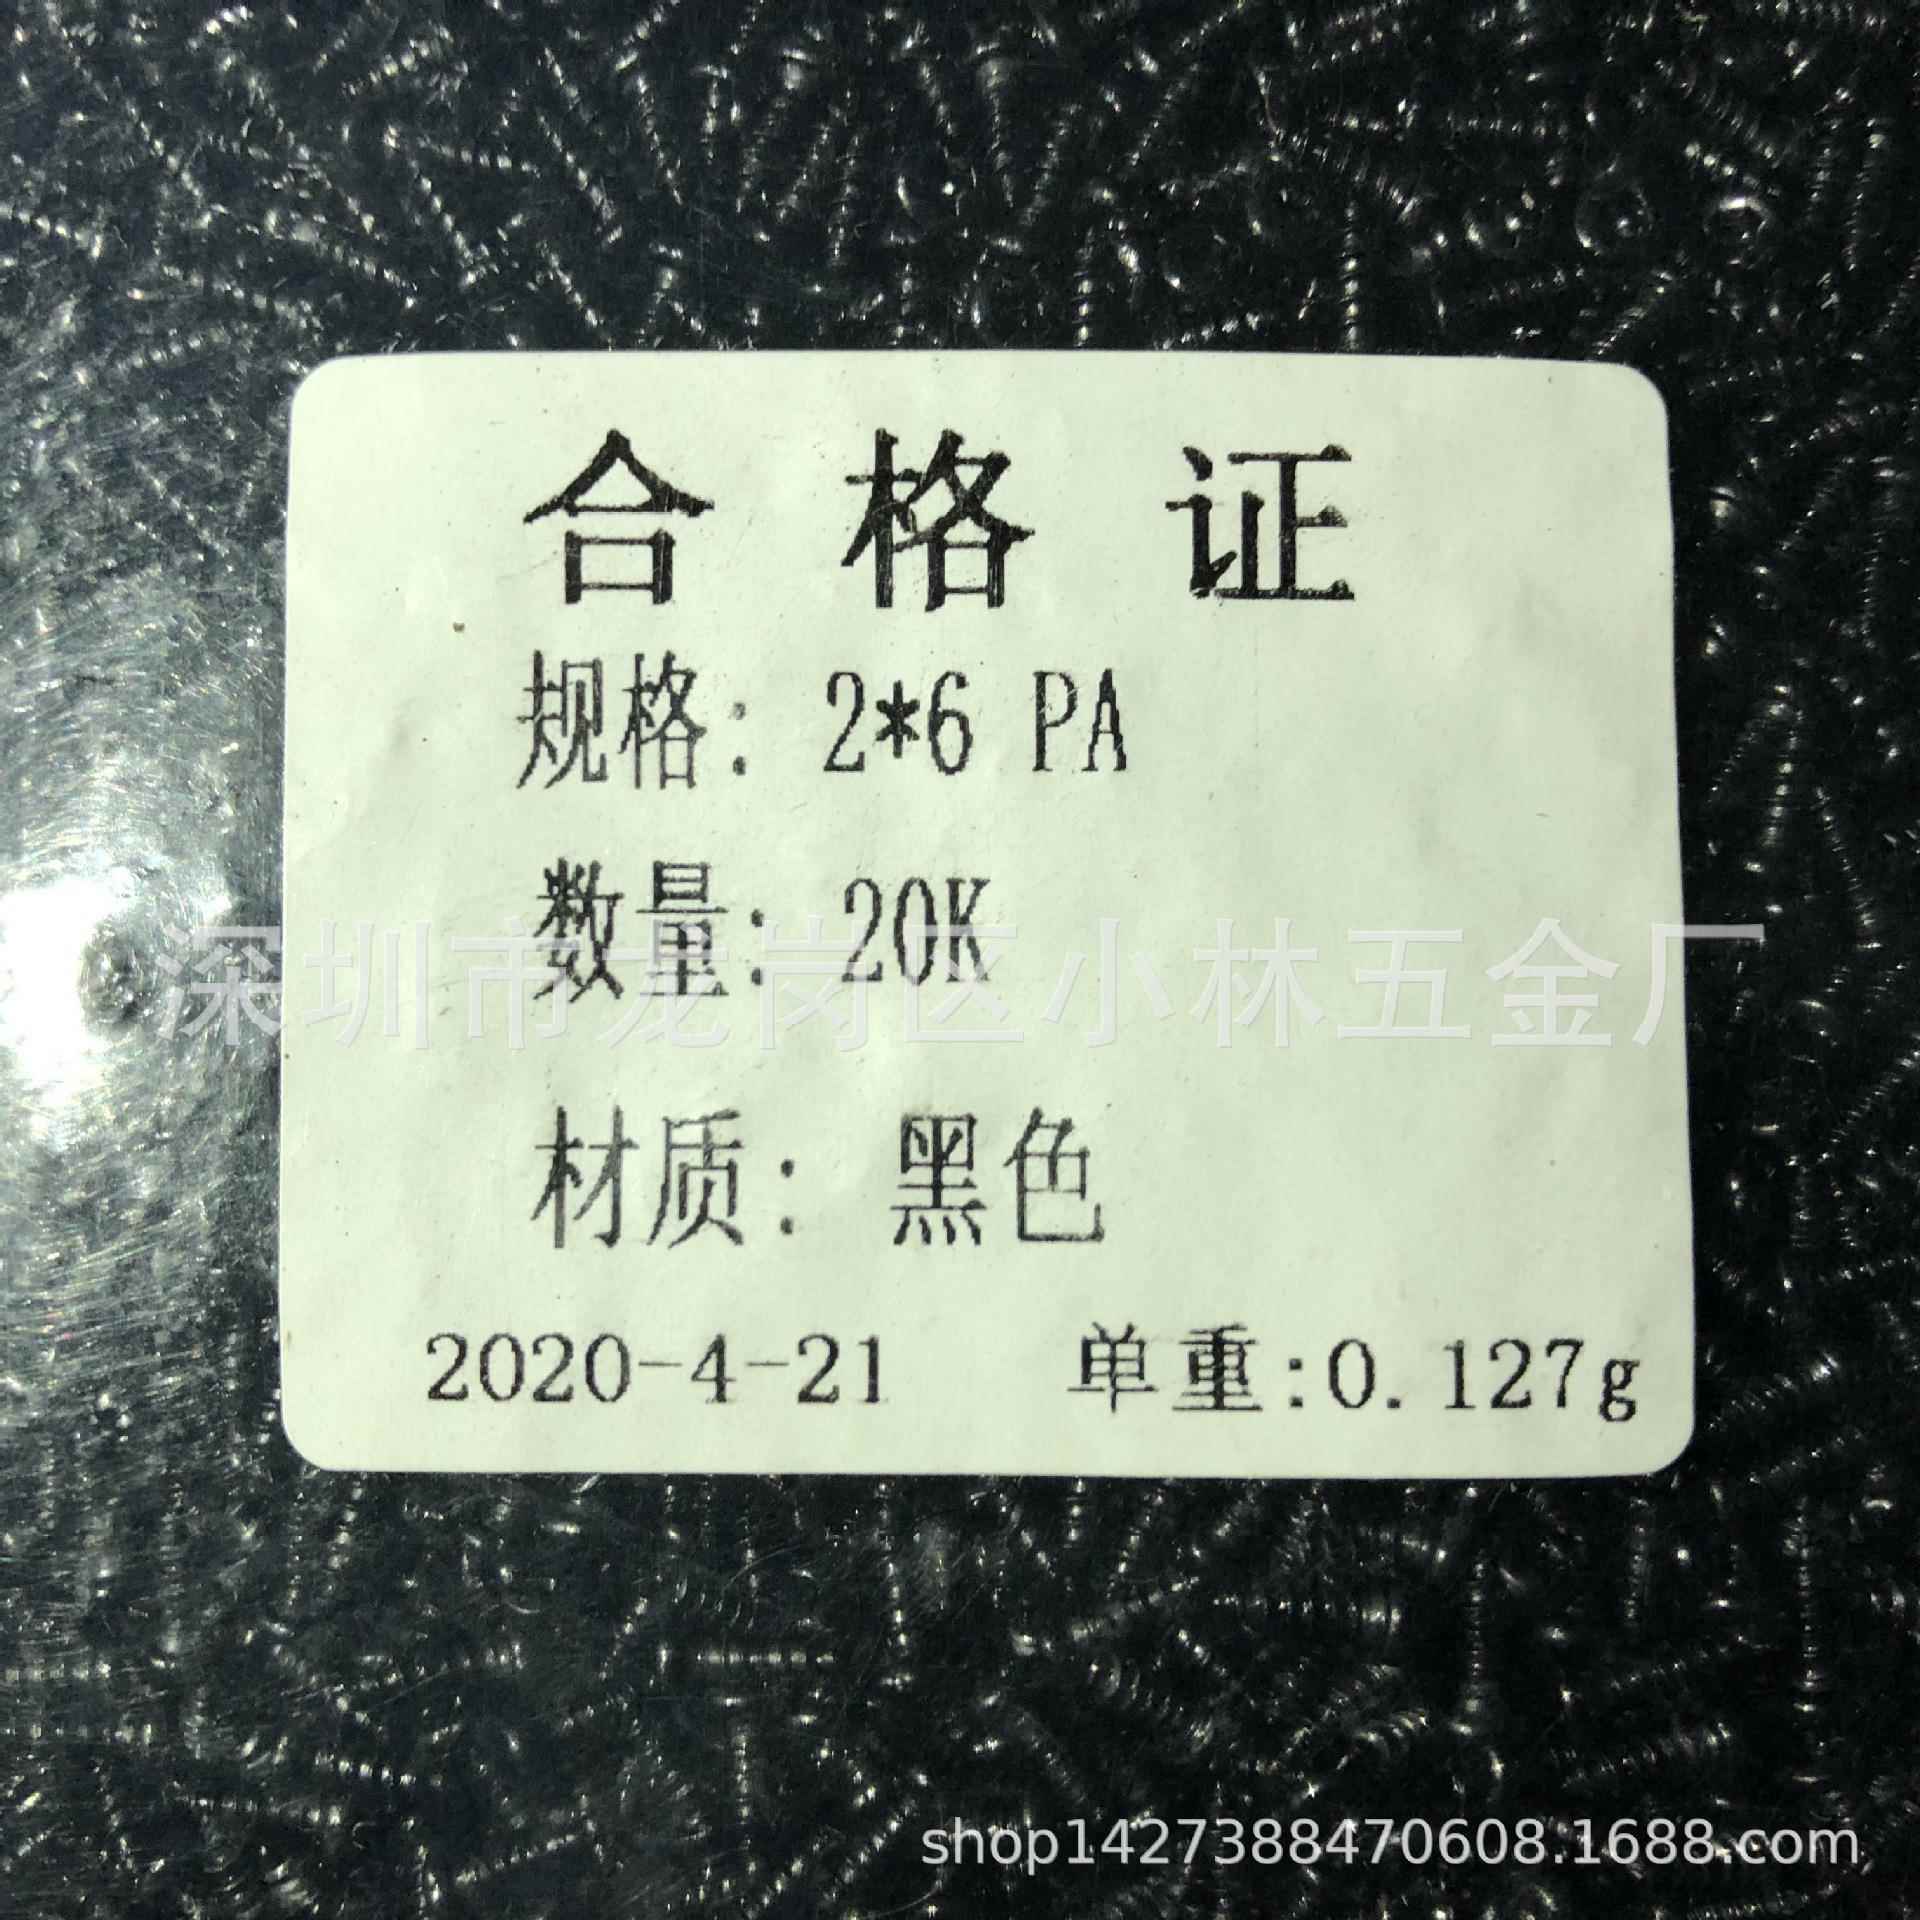 合格证
规格: 2*6 PA
数量: 20K
深圳市龙岗区小林五金厂
材质: 黑色
2020-4-21 单重:0.127g
shop1427388470608.1688.com